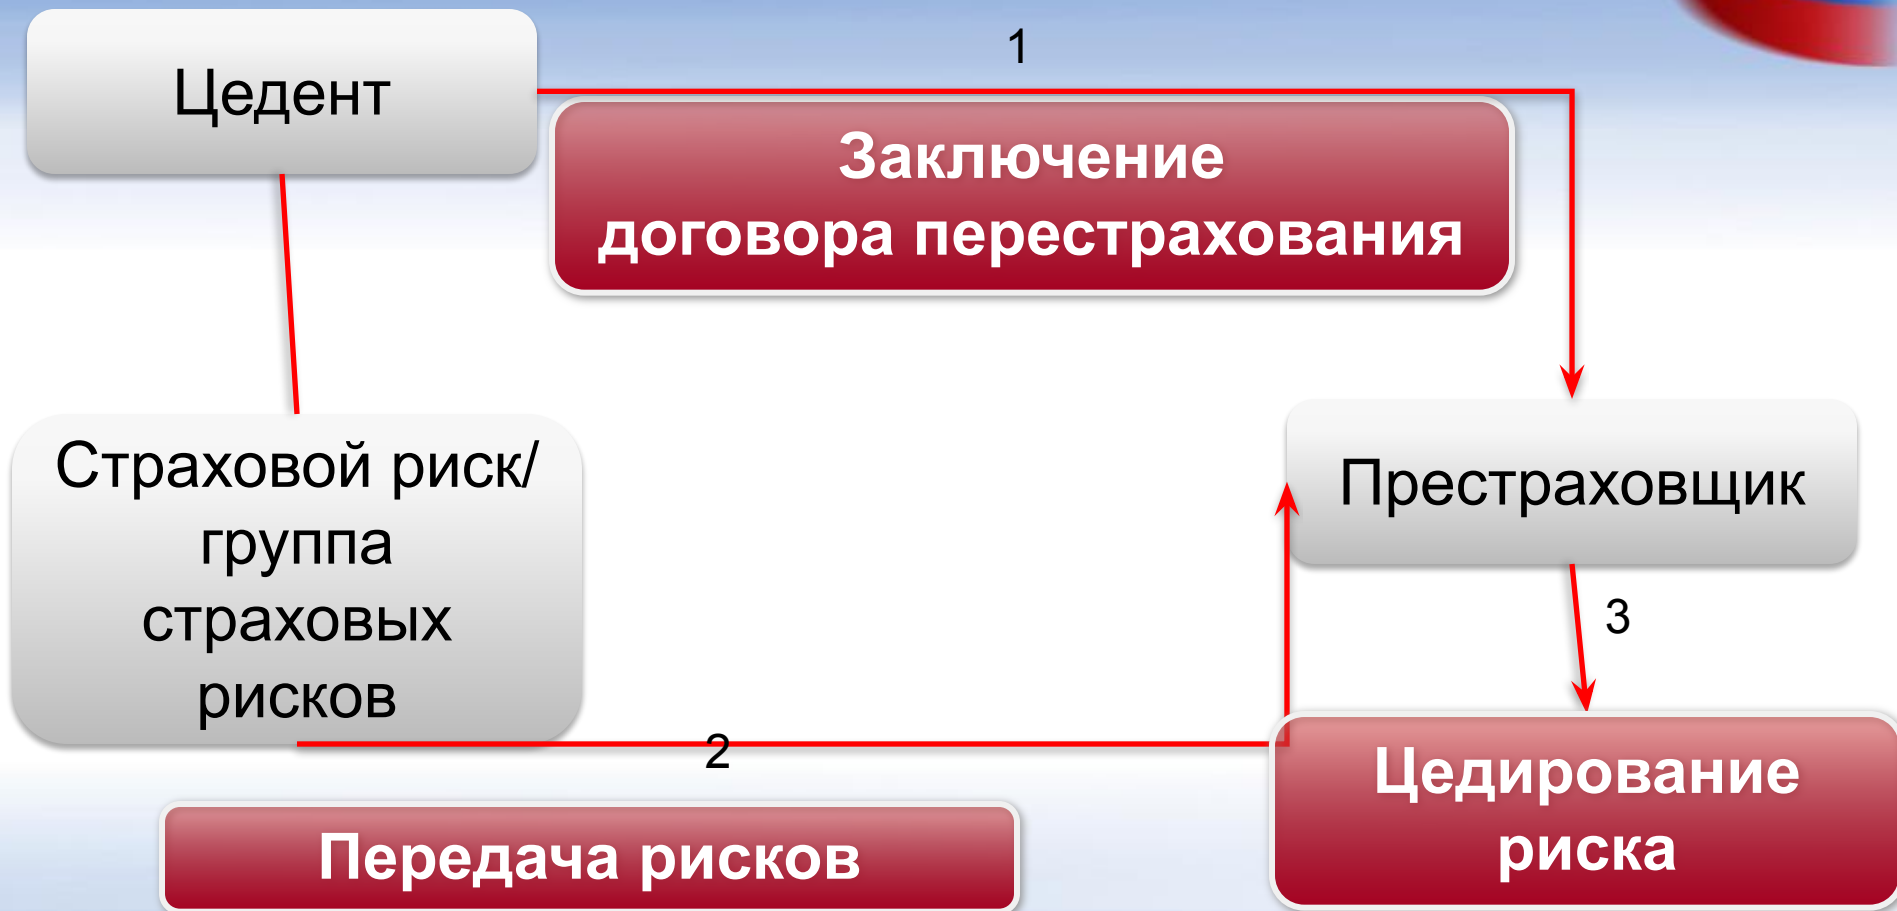 1
Цедент
Заключение
договора перестрахования
Страховой риск/
группа
страховых
рисков
Престраховщик
3
2
Цедирование
риска
Передача рисков